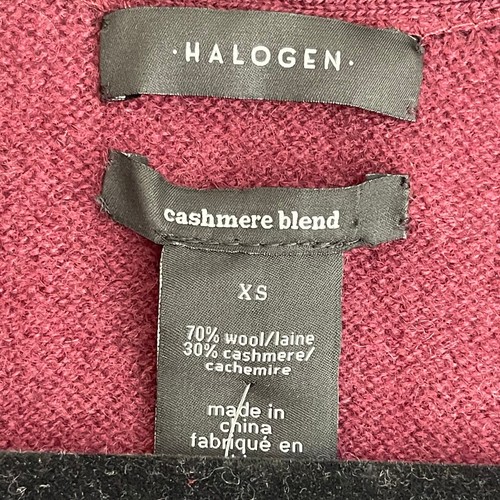 ·HALOGEN·
cashmere blend
XS
70% wool/laine
30% cashmere/
cachemire
made in
china
fabriqué en